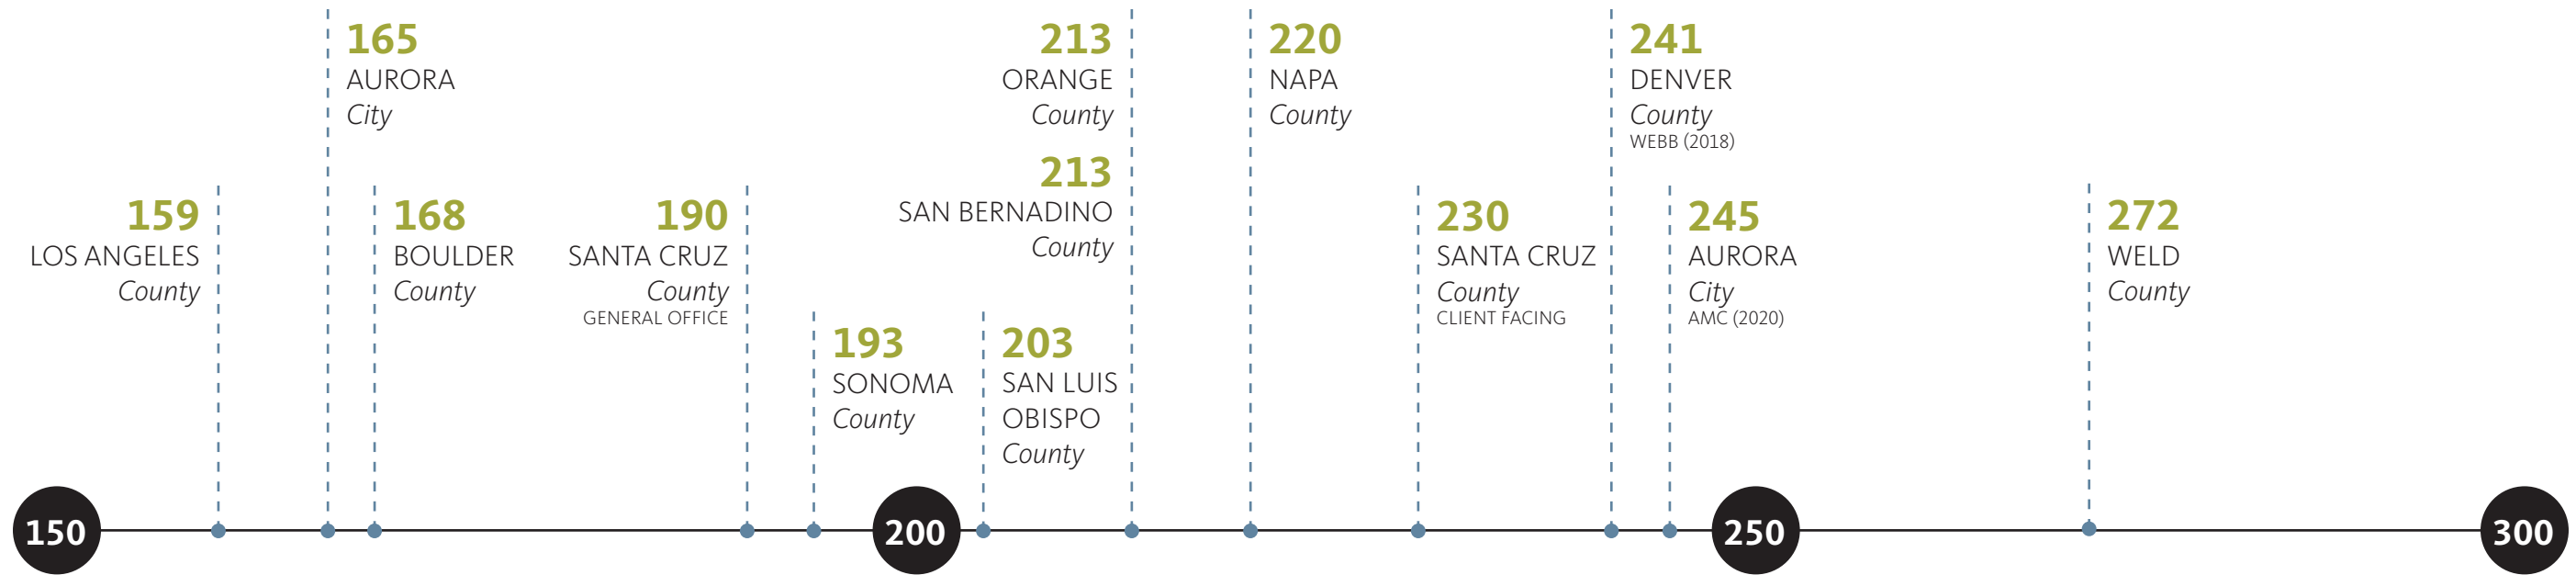 159
LOS ANGELES
County
165
AURORA
City
168
BOULDER
County
190
SANTA CRUZ
County
GENERAL OFFICE
193
SONOMA
County
203
SAN LUIS
OBISPO
County
213
ORANGE
County
213
SAN BERNADINO
County
220
NAPA
County
230
SANTA CRUZ
County
CLIENT FACING
241
DENVER
County
WEBB (2018)
245
AURORA
City
AMC (2020)
272
WELD
County
150
200
250
300